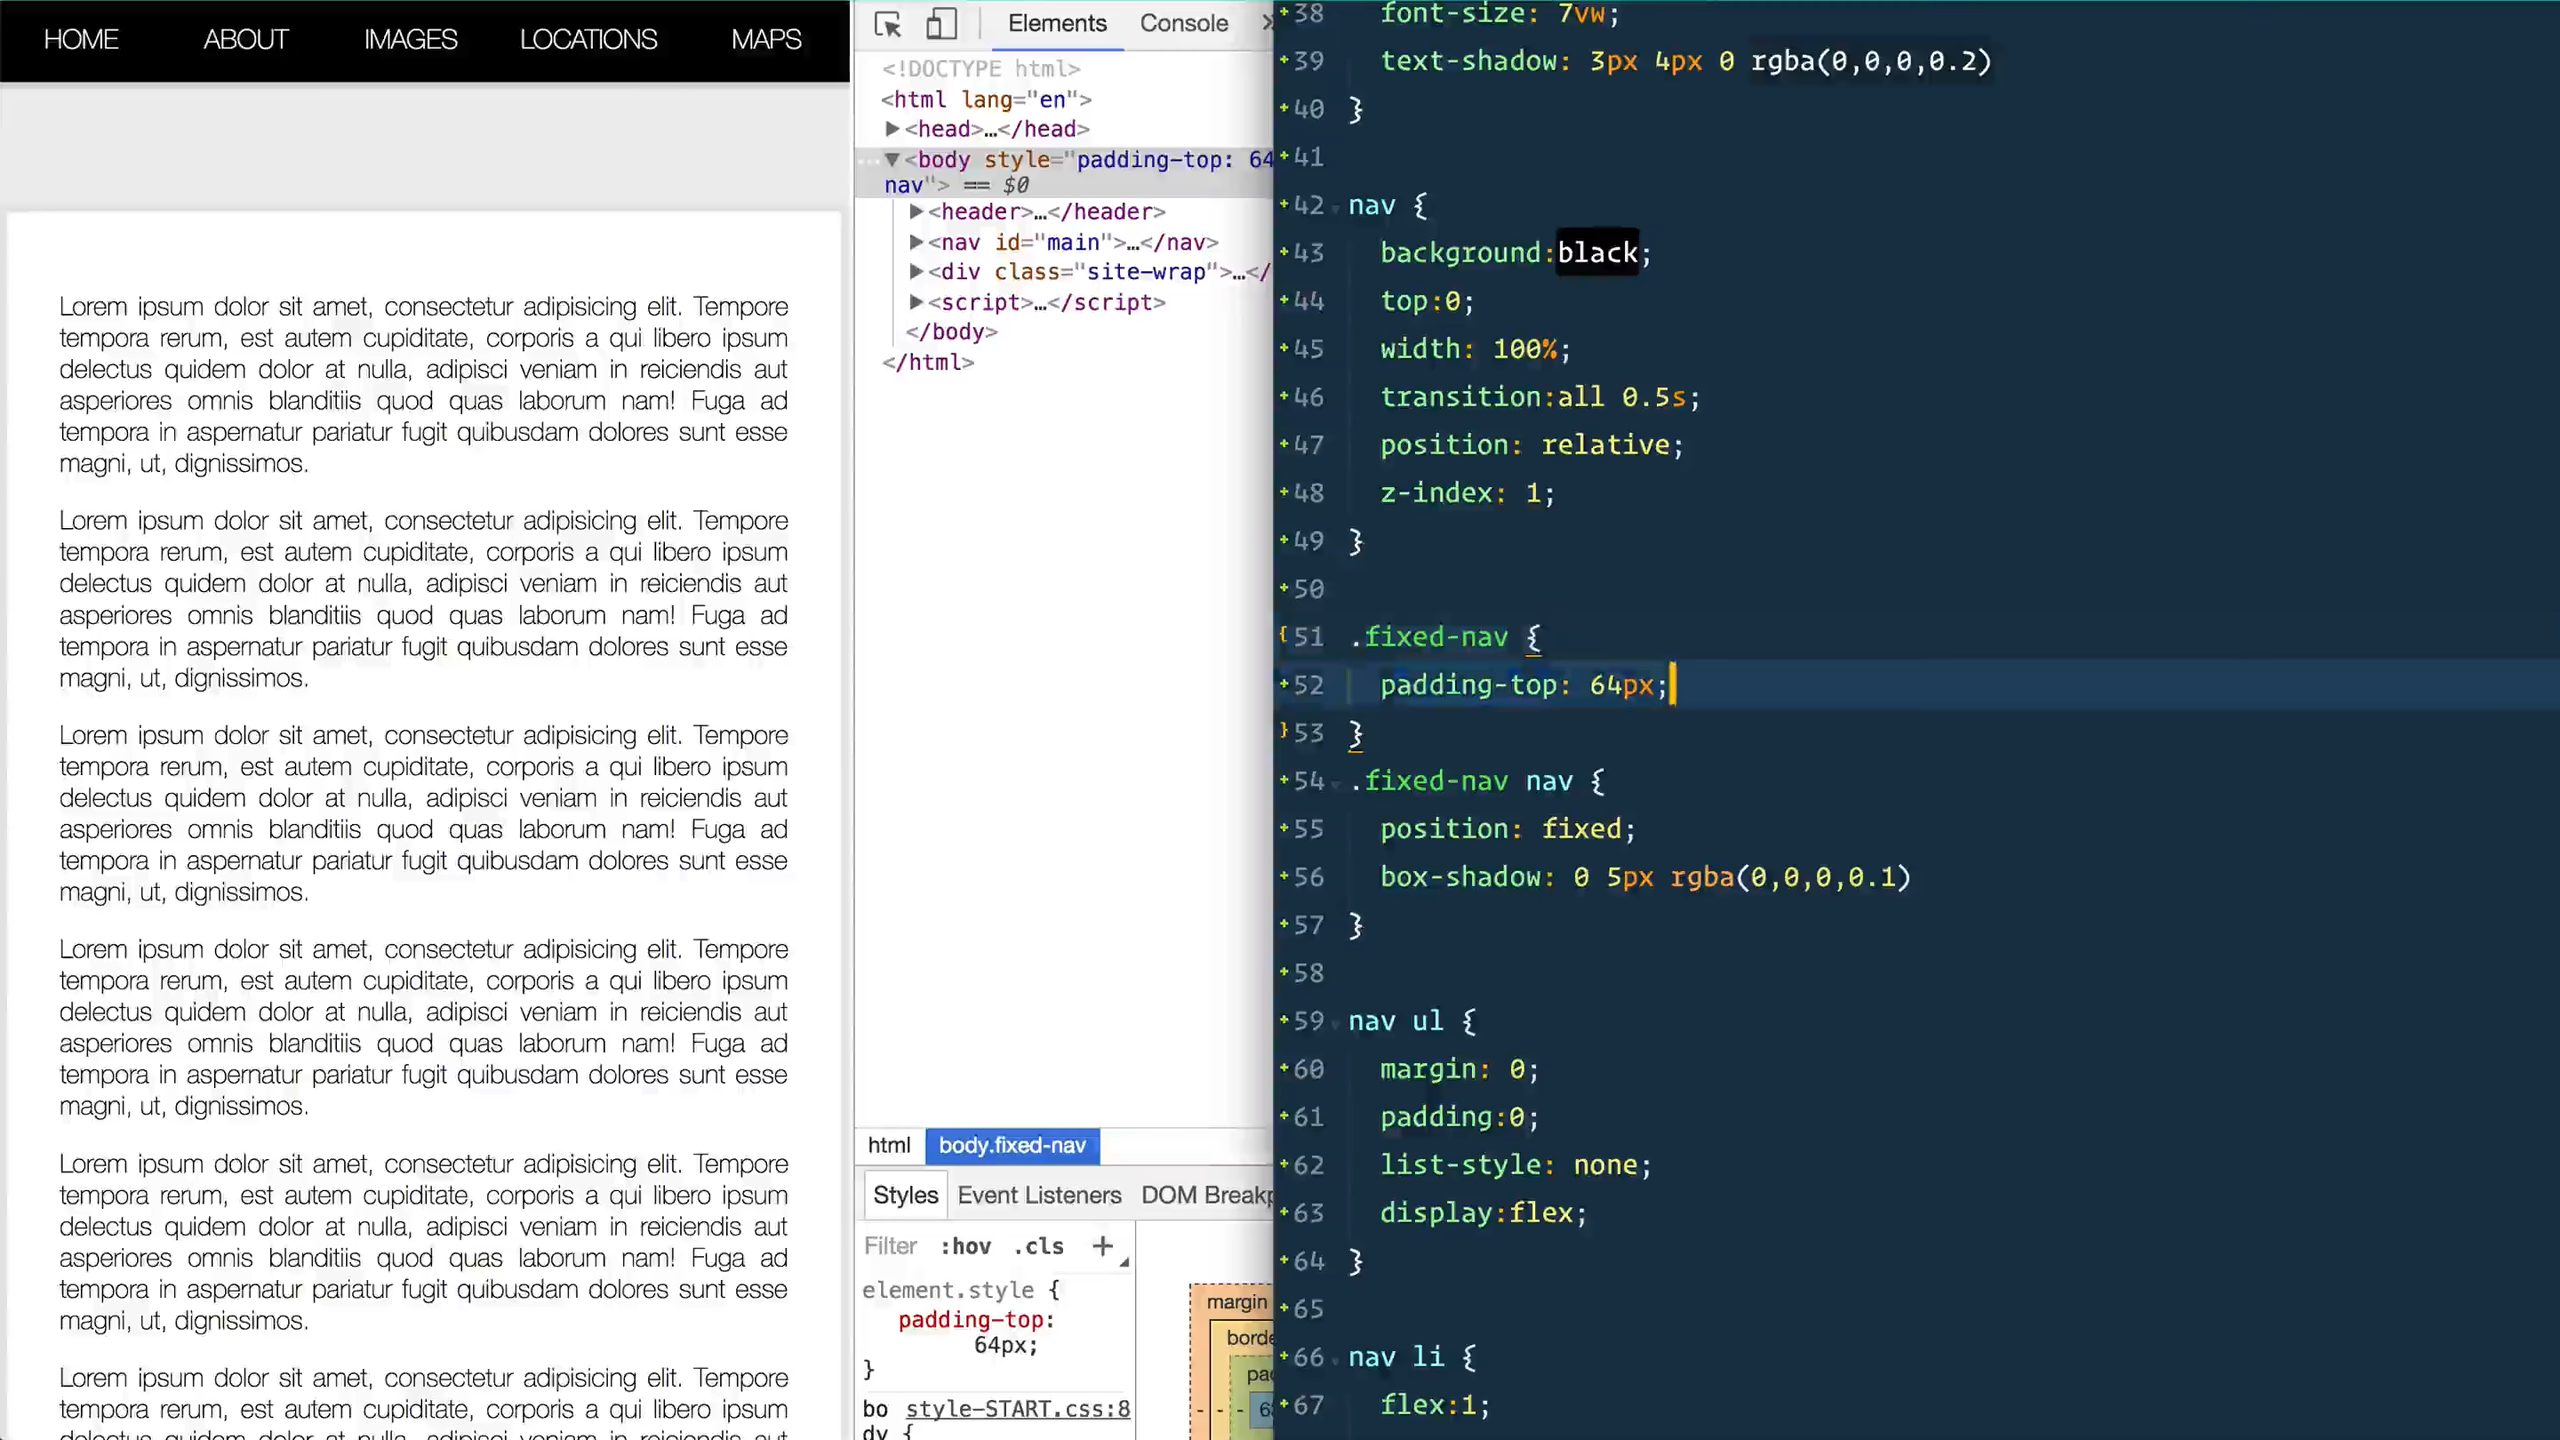 HOME ABOUT IMAGES LOCATIONS MAPS
Lorem ipsum dolor sit amet, consectetur adipisicing elit. Tempore
tempora rerum, est autem cupiditate, corporis a qui libero ipsum
delectus quidem dolor at nulla, adipisci veniam in reiciendis aut
asperiores omnis blanditiis quod quas laborum nam! Fuga ad
tempora in aspernatur pariatur fugit quibusdam dolores sunt esse
magni, ut, dignissimos.
Lorem ipsum dolor sit amet, consectetur adipisicing elit. Tempore
tempora rerum, est autem cupiditate, corporis a qui libero ipsum
delectus quidem dolor at nulla, adipisci veniam in reiciendis aut
asperiores omnis blanditiis quod quas laborum nam! Fuga ad
tempora in aspernatur pariatur fugit quibusdam dolores sunt esse
magni, ut, dignissimos.
Lorem ipsum dolor sit amet, consectetur adipisicing elit. Tempore
tempora rerum, est autem cupiditate, corporis a qui libero ipsum
delectus quidem dolor at nulla, adipisci veniam in reiciendis aut
asperiores omnis blanditiis quod quas laborum nam! Fuga ad
tempora in aspernatur pariatur fugit quibusdam dolores sunt esse
magni, ut, dignissimos.
Lorem ipsum dolor sit amet, consectetur adipisicing elit. Tempore
tempora rerum, est autem cupiditate, corporis a qui libero ipsum
delectus quidem dolor at nulla, adipisci veniam in reiciendis aut
asperiores omnis blanditiis quod quas laborum nam! Fuga ad
tempora in aspernatur pariatur fugit quibusdam dolores sunt esse
magni, ut, dignissimos.
Lorem ipsum dolor sit amet, consectetur adipisicing elit. Tempore
tempora rerum, est autem cupiditate, corporis a qui libero ipsum
delectus quidem dolor at nulla, adipisci veniam in reiciendis aut
asperiores omnis blanditiis quod quas laborum nam! Fuga ad
tempora in aspernatur pariatur fugit quibusdam dolores sunt esse
magni, ut, dignissimos.
Lorem ipsum dolor sit amet, consectetur adipisicing elit. Tempore
tempora rerum, est autem cupiditate, corporis a qui libero ipsum
delectus quidem dolor at nulla, adipisci veniam in reiciendis aut
Elements Console »
<!DOCTYPE html>
<html lang="en">
▶<head>…</head>
…▼<body style="padding-top: 64
nav"> == $0
▶<header>…</header>
▶<nav id="main">…</nav>
▶<div class="site-wrap">…</
▶<script>…</script>
</body>
</html>
html body.fixed-nav
Styles Event Listeners DOM Breakp
Filter :hov .cls +
element.style {
padding-top:
64px;
}
bo style-START.css:8
dy {
margin
borde
pad
- - - 6
38 font-size: 7vw;
39 text-shadow: 3px 4px 0 rgba(0,0,0,0.2)
40 }
41
42 nav {
43 background:black;
44 top:0;
45 width: 100%;
46 transition:all 0.5s;
47 position: relative;
48 z-index: 1;
49 }
50
51 .fixed-nav {
52 padding-top: 64px;
53 }
54 .fixed-nav nav {
55 position: fixed;
56 box-shadow: 0 5px rgba(0,0,0,0.1)
57 }
58
59 nav ul {
60 margin: 0;
61 padding:0;
62 list-style: none;
63 display:flex;
64 }
65
66 nav li {
67 flex:1;